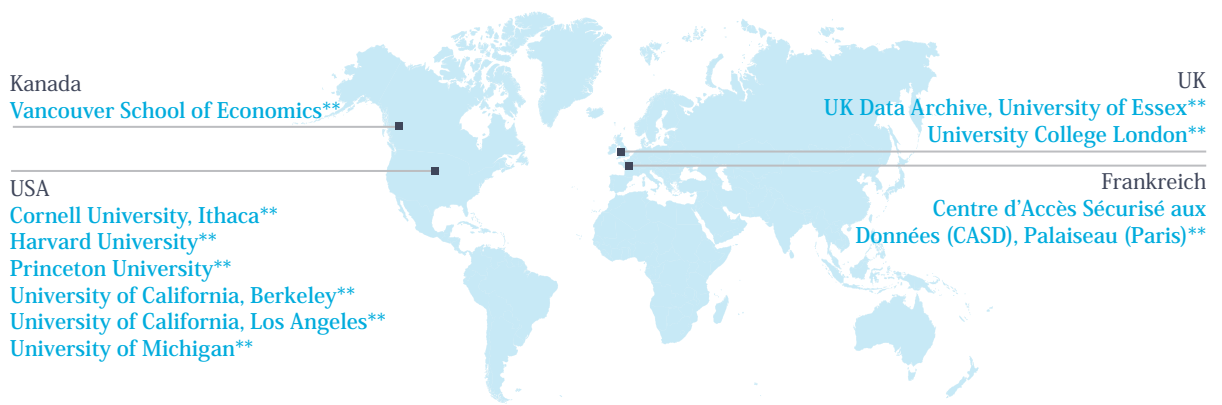 Kanada
Vancouver School of Economics**
USA
Cornell University, Ithaca**
Harvard University**
Princeton University**
University of California, Berkeley**
University of California, Los Angeles**
University of Michigan**
UK
UK Data Archive, University of Essex**
University College London**
Frankreich
Centre d’Accès Sécurisé aux
Données (CASD), Palaiseau (Paris)**